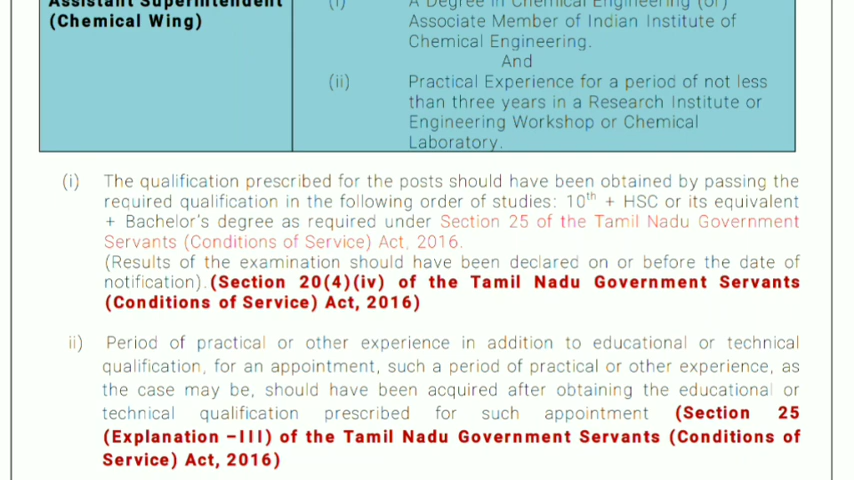 Assistant Superintendent
(Chemical Wing)
(i) A Degree in Chemical Engineering (or)
Associate Member of Indian Institute of
Chemical Engineering.
And
(ii) Practical Experience for a period of not less
than three years in a Research Institute or
Engineering Workshop or Chemical
Laboratory.
(i) The qualification prescribed for the posts should have been obtained by passing the
required qualification in the following order of studies: 10th + HSC or its equivalent
+ Bachelor's degree as required under Section 25 of the Tamil Nadu Government
Servants (Conditions of Service) Act, 2016.
(Results of the examination should have been declared on or before the date of
notification). (Section 20(4)(iv) of the Tamil Nadu Government Servants
(Conditions of Service) Act, 2016)
ii) Period of practical or other experience in addition to educational or technical
qualification, for an appointment, such a period of practical or other experience, as
the case may be, should have been acquired after obtaining the educational or
technical qualification prescribed for such appointment (Section 25
(Explanation –III) of the Tamil Nadu Government Servants (Conditions of
Service) Act, 2016)